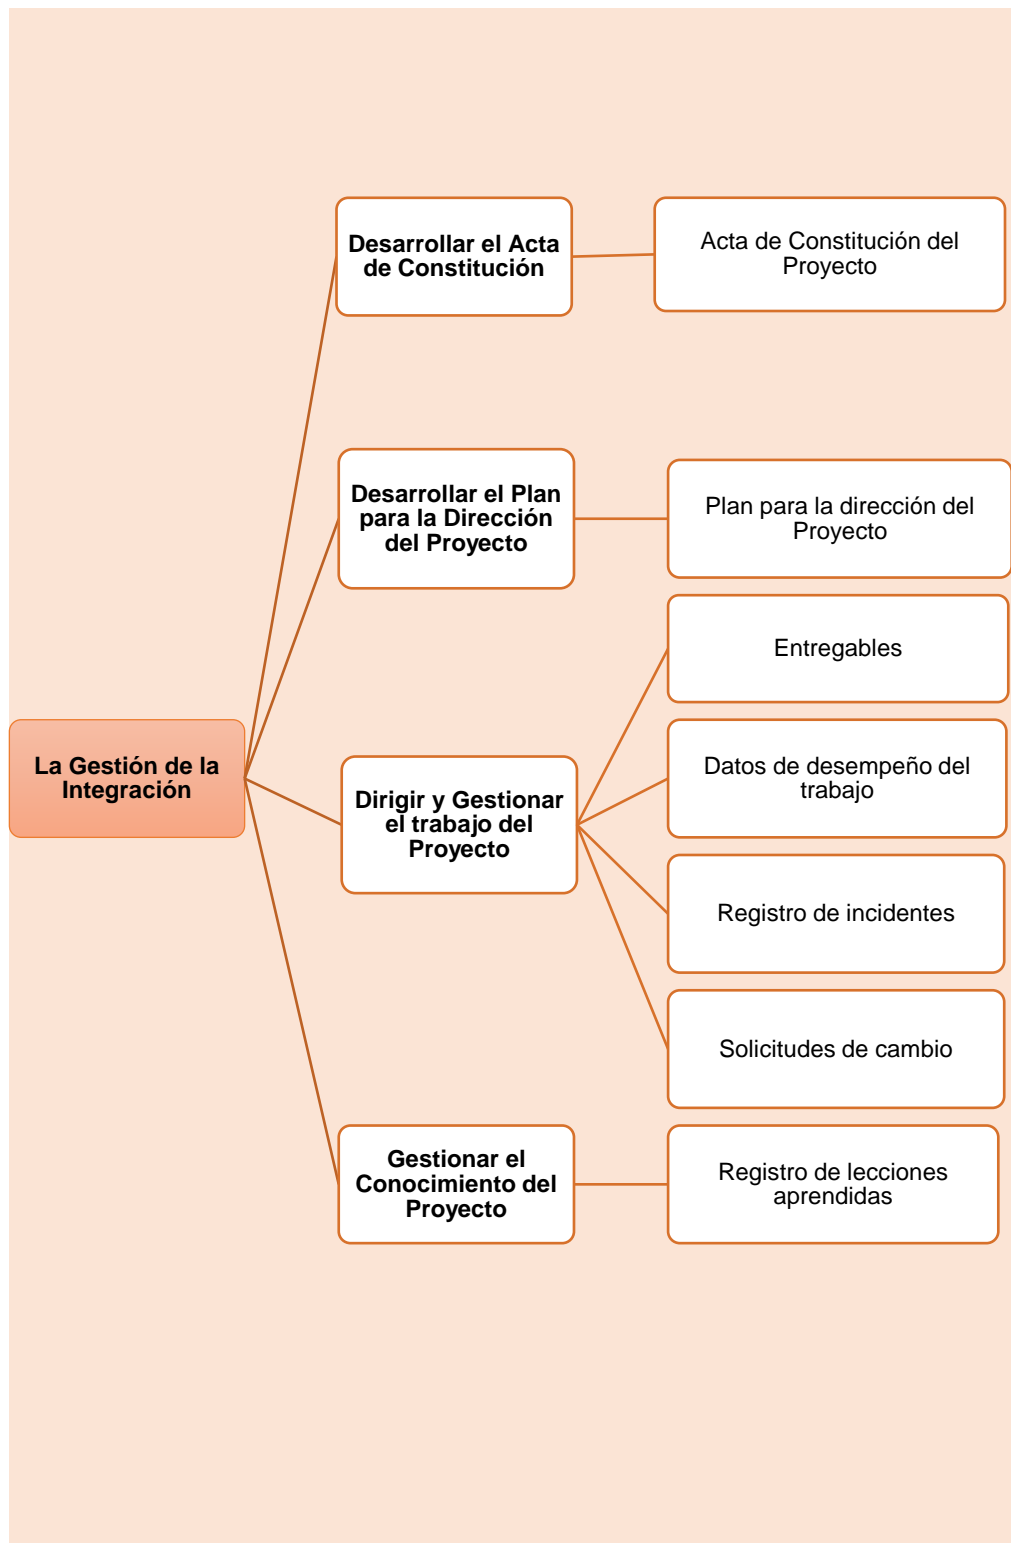 La Gestión de la
Integración
Desarrollar el Acta
de Constitución
Acta de Constitución del
Proyecto
Desarrollar el Plan
para la Dirección
del Proyecto
Plan para la dirección del
Proyecto
Dirigir y Gestionar
el trabajo del
Proyecto
Entregables
Datos de desempeño del
trabajo
Registro de incidentes
Solicitudes de cambio
Gestionar el
Conocimiento del
Proyecto
Registro de lecciones
aprendidas